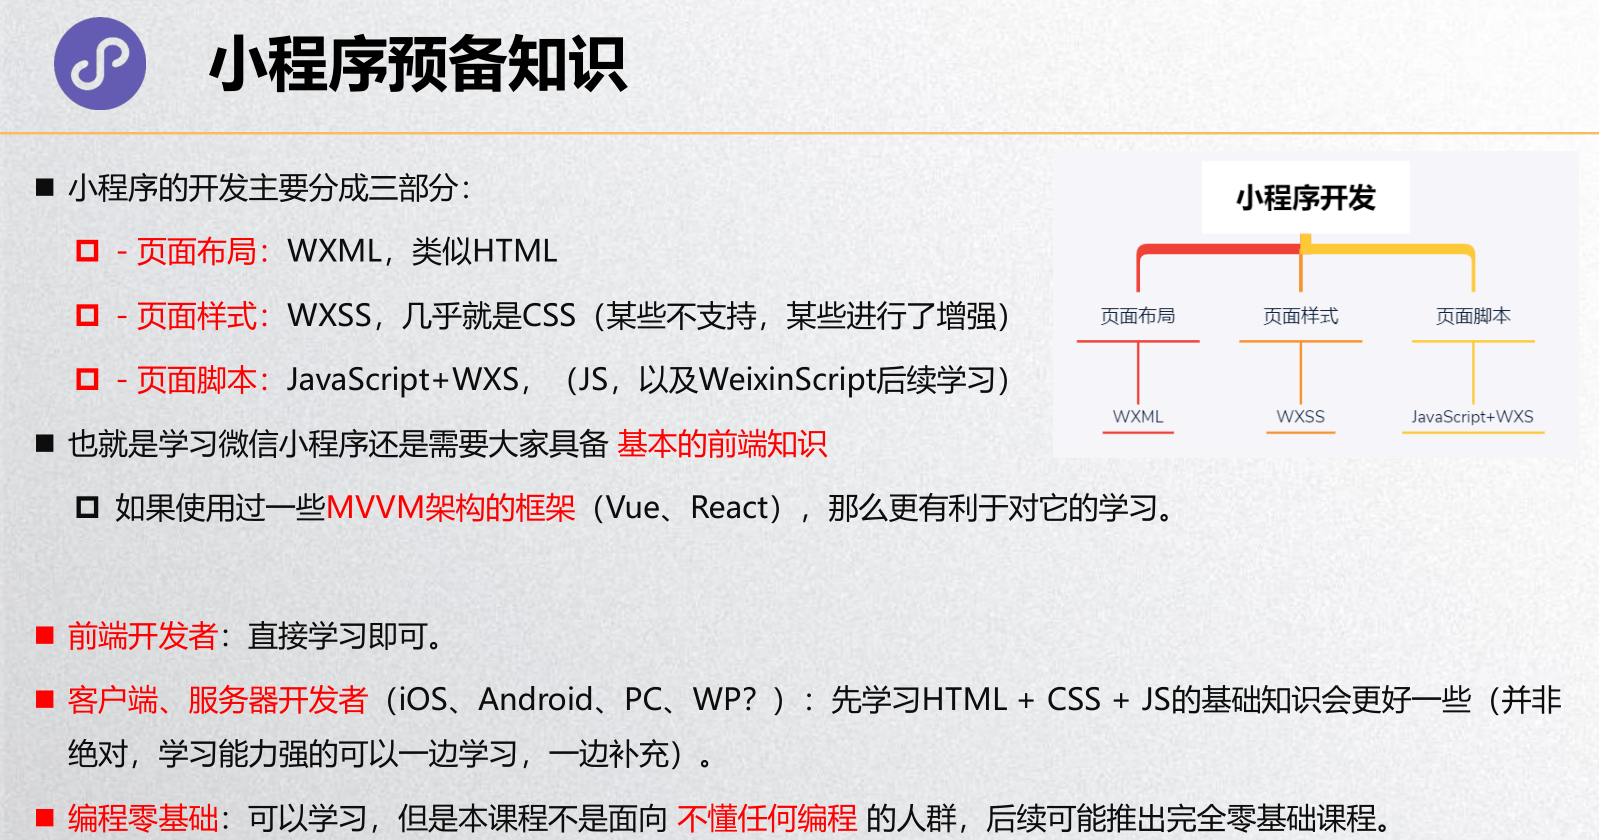 小程序预备知识
小程序的开发主要分成三部分：
- 页面布局：WXML，类似HTML
- 页面样式：WXSS，几乎就是CSS（某些不支持，某些进行了增强）
- 页面脚本：JavaScript+WXS，（JS，以及WeixinScript后续学习）
也就是学习微信小程序还是需要大家具备 基本的前端知识
如果使用过一些MVVM架构的框架（Vue、React），那么更有利于对它的学习。
小程序开发
页面布局 页面样式 页面脚本
WXML WXSS JavaScript+WXS
前端开发者：直接学习即可。
客户端、服务器开发者（iOS、Android、PC、WP？）：先学习HTML + CSS + JS的基础知识会更好一些（并非
绝对，学习能力强的可以一边学习，一边补充）。
编程零基础：可以学习，但是本课程不是面向 不懂任何编程 的人群，后续可能推出完全零基础课程。